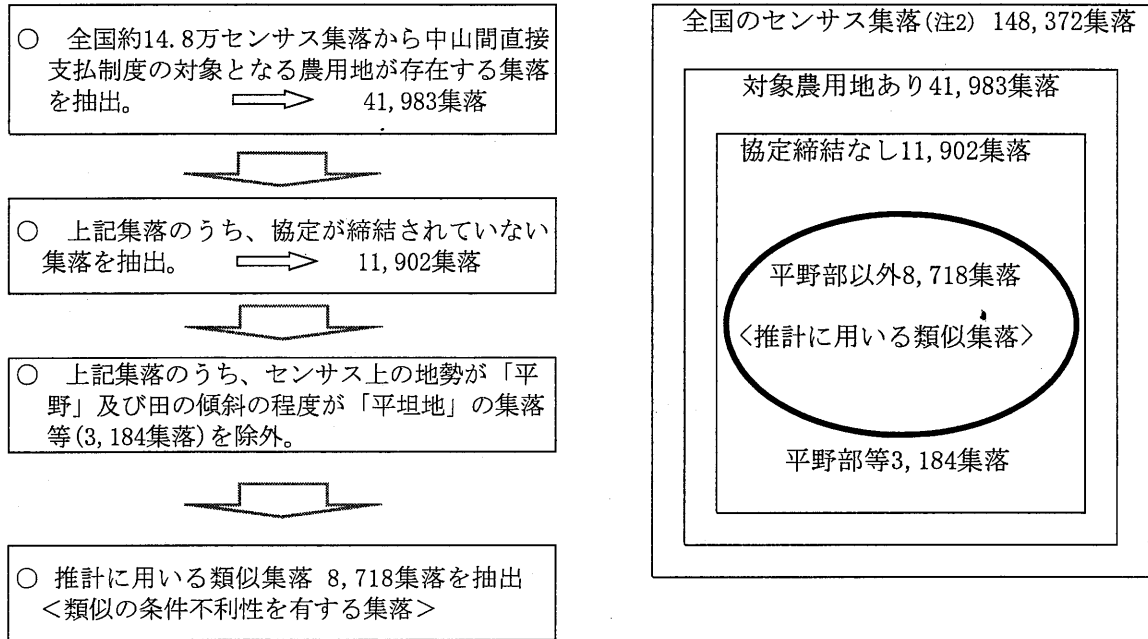 ○ 全国約14.8万センサス集落から中山間直接
支払制度の対象となる農用地が存在する集落
を抽出。 ⇒ 41,983集落
○ 上記集落のうち、協定が締結されていない
集落を抽出。 ⇒ 11,902集落
○ 上記集落のうち、センサス上の地勢が「平
野」及び田の傾斜の程度が「平坦地」の集落
等(3,184集落)を除外。
○ 推計に用いる類似集落 8,718集落を抽出
＜類似の条件不利性を有する集落＞
全国のセンサス集落(注2) 148,372集落
対象農用地あり41,983集落
協定締結なし11,902集落
平野部以外8,718集落
＜推計に用いる類似集落＞
平野部等3,184集落